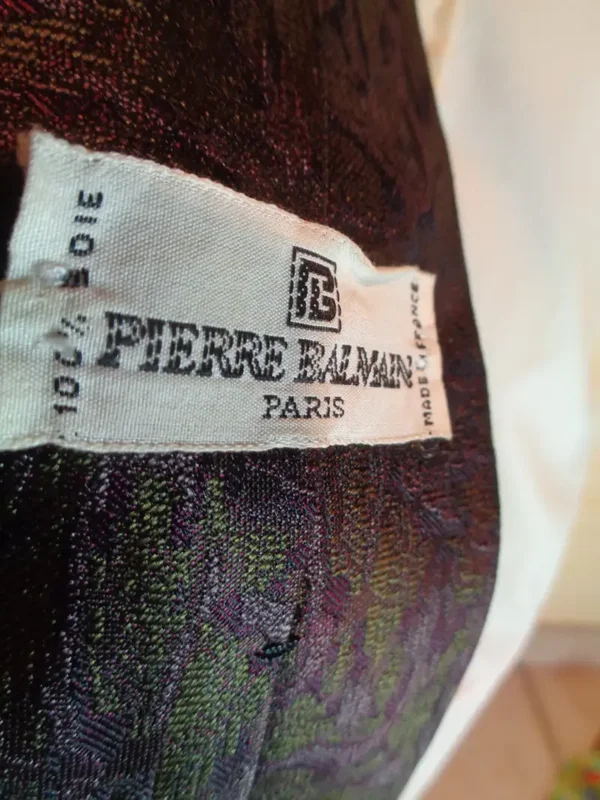 100% SOIE
PB
PIERRE BALMAIN
PARIS
MADE IN FRANCE